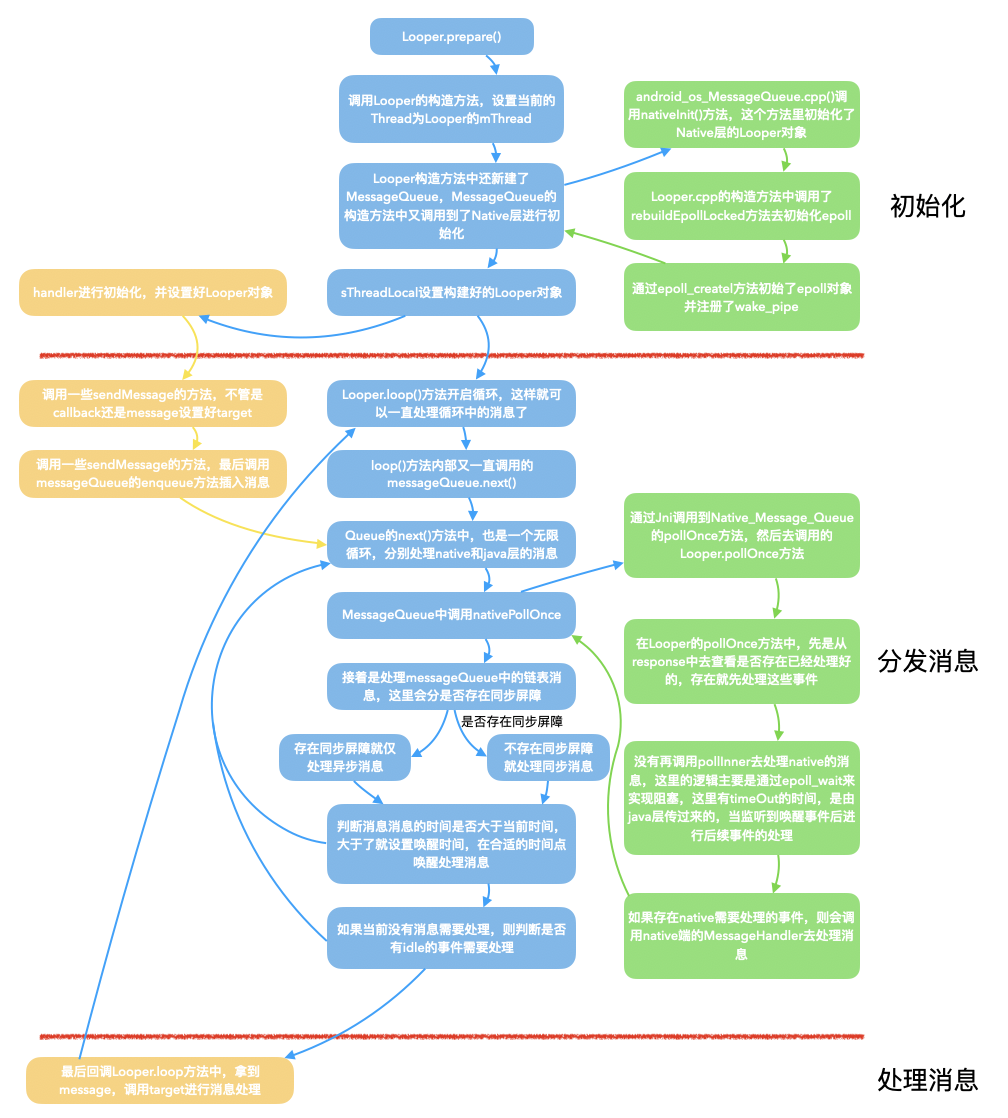 Looper.prepare()
调用Looper的构造方法，设置当前的
Thread为Looper的mThread
Looper构造方法中还新建了
MessageQueue，MessageQueue的
构造方法中又调用到了Native层进行初
始化
android_os_MessageQueue.cpp()调
用nativeInit()方法，这个方法里初始化了
Native层的Looper对象
Looper.cpp的构造方法中调用了
rebuildEpollLocked方法去初始化epoll
通过epoll_createl方法初始了epoll对象
并注册了wake_pipe
初始化
handler进行初始化，并设置好Looper对象
sThreadLocal设置构建好的Looper对象
调用一些sendMessage的方法，不管是
callback还是message设置好target
调用一些sendMessage的方法，最后调用
messageQueue的enqueue方法插入消息
Looper.loop()方法开启循环，这样就可
以一直处理循环中的消息了
loop()方法内部又一直调用的
messageQueue.next()
Queue的next()方法中，也是一个无限
循环，分别处理native和java层的消息
MessageQueue中调用nativePollOnce
接着是处理messageQueue中的链表消
息，这里会分是否存在同步屏障
是否存在同步屏障
存在同步屏障就仅
处理异步消息
不存在同步屏障
就处理同步消息
判断消息消息的时间是否大于当前时间，
大于了就设置唤醒时间，在合适的时间点
唤醒处理消息
如果当前没有消息需要处理，则判断是否
有idle的事件需要处理
通过Jni调用到Native_Message_Queue
的pollOnce方法，然后去调用的
Looper.pollOnce方法
在Looper的pollOnce方法中，先是从
response中去查看是否存在已经处理好
的，存在就先处理这些事件
没有再调用pollInner去处理native的消
息，这里的逻辑主要是通过epoll_wait来
实现阻塞，这里有timeOut的时间，是由
java层传过来的，当监听到唤醒事件后进
行后续事件的处理
如果存在native需要处理的事件，则会调
用native端的MessageHandler去处理消
息
分发消息
最后回调Looper.loop方法中，拿到
message，调用target进行消息处理
处理消息